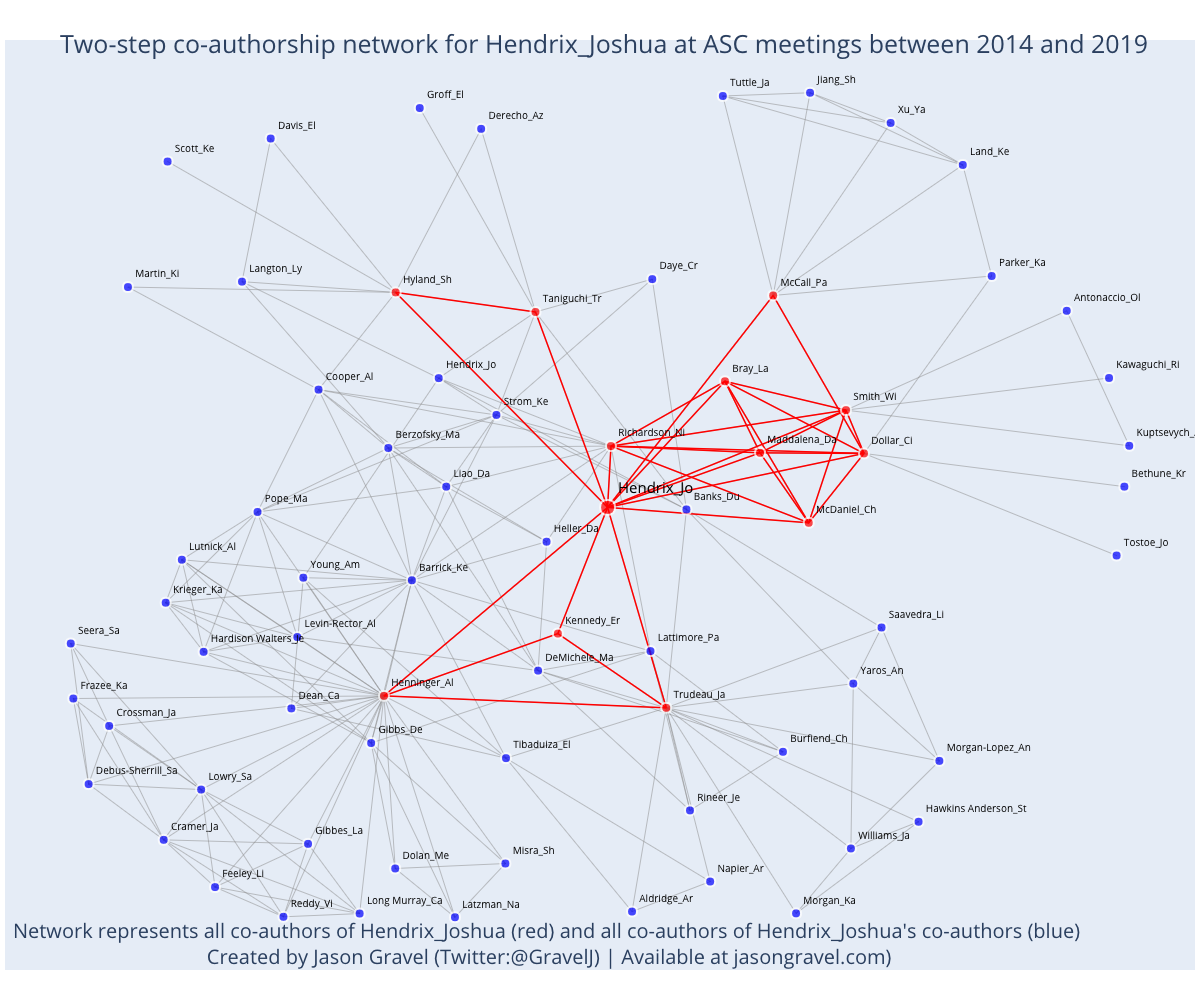 Two-step co-authorship network for Hendrix_Joshua at ASC meetings between 2014 and 2019
Tuttle_Ja
Jiang_Sh
Groff_El
Xu_Ya
Derecho_Az
Davis_El
Scott_Ke
Land_Ke
Martin_Ki
Langton_Ly
Hyland_Sh
Daye_Cr
McCall_Pa
Parker_Ka
Taniguchi_Tr
Antonaccio_Ol
Hendrix_Jo
Bray_La
Kawaguchi_Ri
Cooper_Al
Strom_Ke
Smith_Wi
Berzofsky_Ma
Richardson_Ni
Maddalena_Da
Dollar_Ci
Kuptsevych_
Liao_Da
Bethune_Kr
Hendrix_Jo
Pope_Ma
Banks_Du
McDaniel_Ch
Heller_Da
Tostoe_Jo
Lutnick_Al
Young_Am
Barrick_Ke
Krieger_Ka
Kennedy_Er
Saavedra_Li
Seera_Sa
Hardison Walters_Je
Levin-Rector_Al
Lattimore_Pa
DeMichele_Ma
Yaros_An
Frazee_Ka
Henninger_Al
Dean_Ca
Trudeau_Ja
Crossman_Ja
Gibbs_De
Tibaduiza_El
Burfiend_Ch
Morgan-Lopez_An
Debus-Sherrill_Sa
Lowry_Sa
Rineer_Je
Hawkins Anderson_St
Cramer_Ja
Gibbes_La
Williams_Ja
Dolan_Me
Misra_Sh
Feeley_Li
Napier_Ar
Reddy_Vi
Long Murray_Ca
Latzman_Na
Aldridge_Ar
Morgan_Ka
Network represents all co-authors of Hendrix_Joshua (red) and all co-authors of Hendrix_Joshua's co-authors (blue)
Created by Jason Gravel (Twitter:@GravelJ) | Available at jasongravel.com)